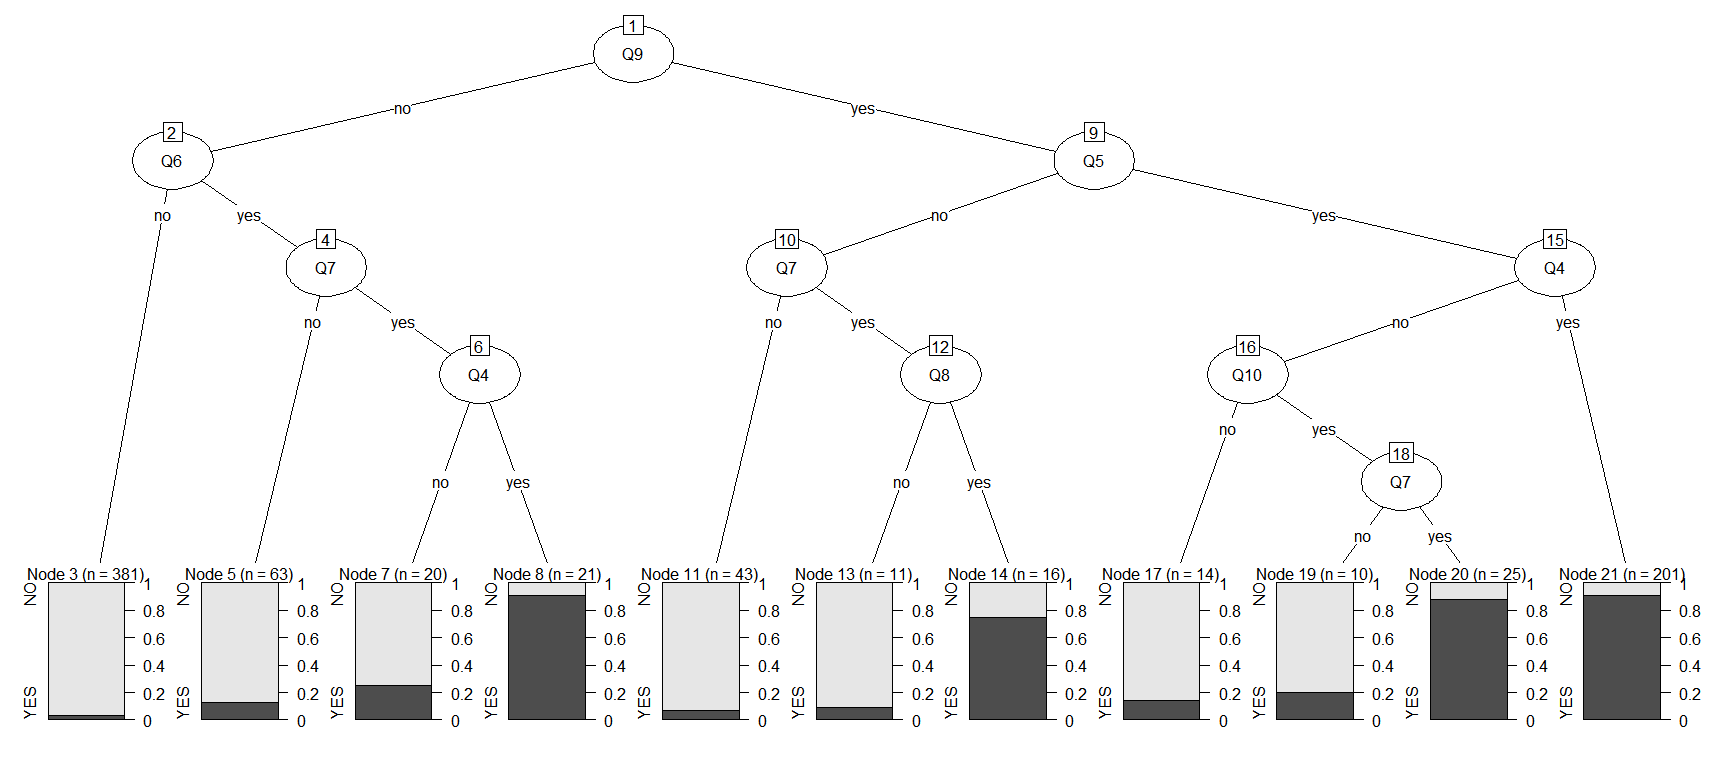 1
Q9
no
yes
2
Q6
9
Q5
no
yes
no
yes
4
Q7
10
Q7
15
Q4
no
yes
no
yes
no
yes
6
Q4
12
Q8
16
Q10
no
yes
no
yes
no
yes
18
Q7
no
yes
Node 3 (n = 381)
Node 5 (n = 63)
Node 7 (n = 20)
Node 8 (n = 21)
Node 11 (n = 43)
Node 13 (n = 11)
Node 14 (n = 16)
Node 17 (n = 14)
Node 19 (n = 10)
Node 20 (n = 25)
Node 21 (n = 201)
NO YES 1 0.8 0.6 0.4 0.2 0
NO YES 1 0.8 0.6 0.4 0.2 0
NO YES 1 0.8 0.6 0.4 0.2 0
NO YES 1 0.8 0.6 0.4 0.2 0
NO YES 1 0.8 0.6 0.4 0.2 0
NO YES 1 0.8 0.6 0.4 0.2 0
NO YES 1 0.8 0.6 0.4 0.2 0
NO YES 1 0.8 0.6 0.4 0.2 0
NO YES 1 0.8 0.6 0.4 0.2 0
NO YES 1 0.8 0.6 0.4 0.2 0
NO YES 1 0.8 0.6 0.4 0.2 0